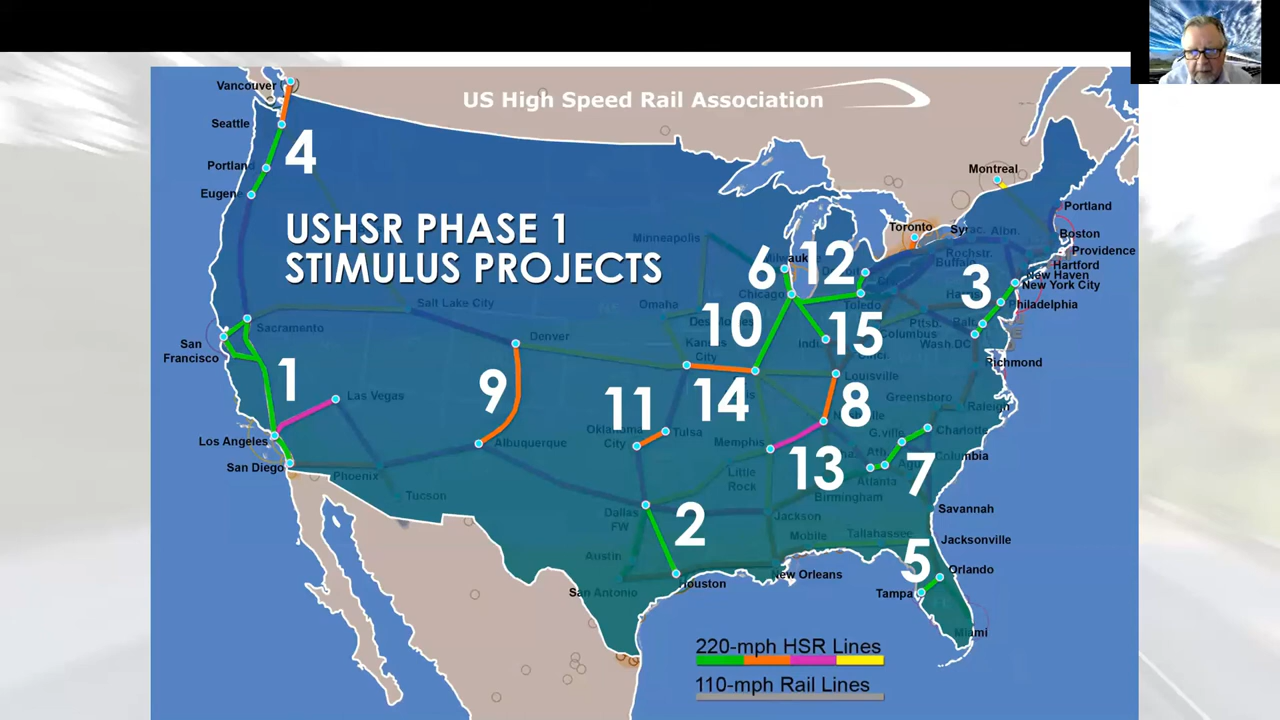 US High Speed Rail Association
USHSR PHASE 1
STIMULUS PROJECTS
Vancouver
Seattle
Portland
Eugene
4
Montreal
Portland
Boston
Providence
Hartford
New Haven
New York City
Philadelphia
Toronto
Syrac.
Albn.
Rnchstr.
Buffalo
3
Minneapolis
6
12
Chicago
Toledo
Salt Lake City
Omaha
Sacramento
San
Francisco
Denver
10
15
Kansas
City
Columbus
Pittsb.
Balt.
Wash.DC
Richmond
1
9
11
14
8
Louisville
Las Vegas
Greensboro
Raleigh
Los Angeles
Albuquerque
Oklahoma
City
Tulsa
Memphis
G.ville
Charlotte
San Diego
Phoenix
13
7
Atlanta
Tucson
Little
Rock
Birmingham
Savannah
Dallas
FW
2
Jackson
Mobile
Tallahassee
Jacksonville
Austin
5
Orlando
Houston
New Orleans
San Antonio
Tampa
Miami
220-mph HSR Lines
110-mph Rail Lines